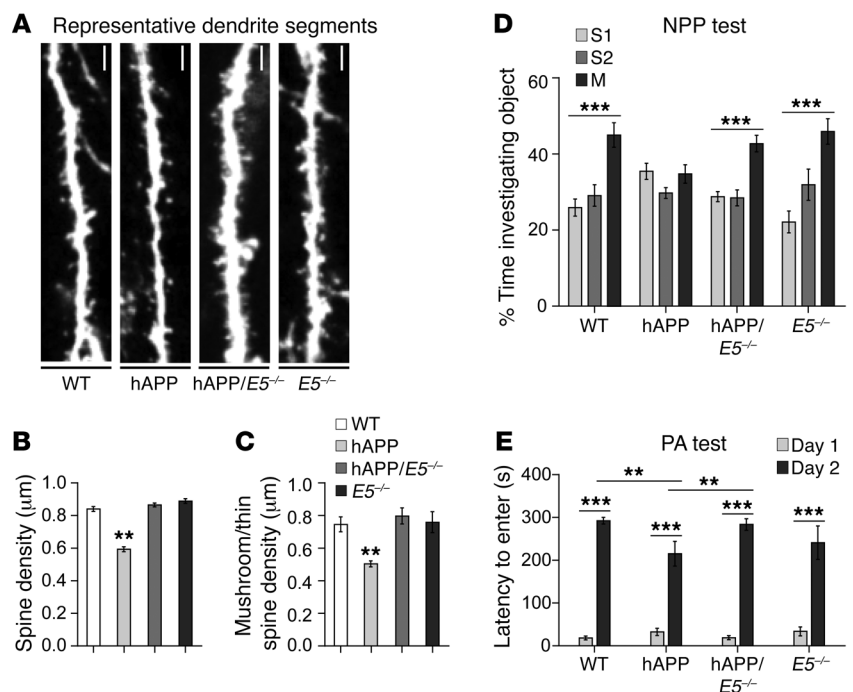 A Representative dendrite segments
WT hAPP hAPP/E5–/– E5–/–
B
Spine density (μm)
1.0
0.8
0.6
0.4
0.2
0.0
**
C
WT
hAPP
hAPP/E5–/–
E5–/–
Mushroom/thin
spine density (μm)
1.0
0.8
0.6
0.4
0.2
0.0
**
D NPP test
S1
S2
M
% Time investigating object
60
40
20
0
*** *** ***
WT hAPP hAPP/ E5–/–
E5–/–
E PA test
Day 1
Day 2
Latency to enter (s)
400
300
200
100
0
** **
*** *** *** ***
WT hAPP hAPP/ E5–/–
E5–/–